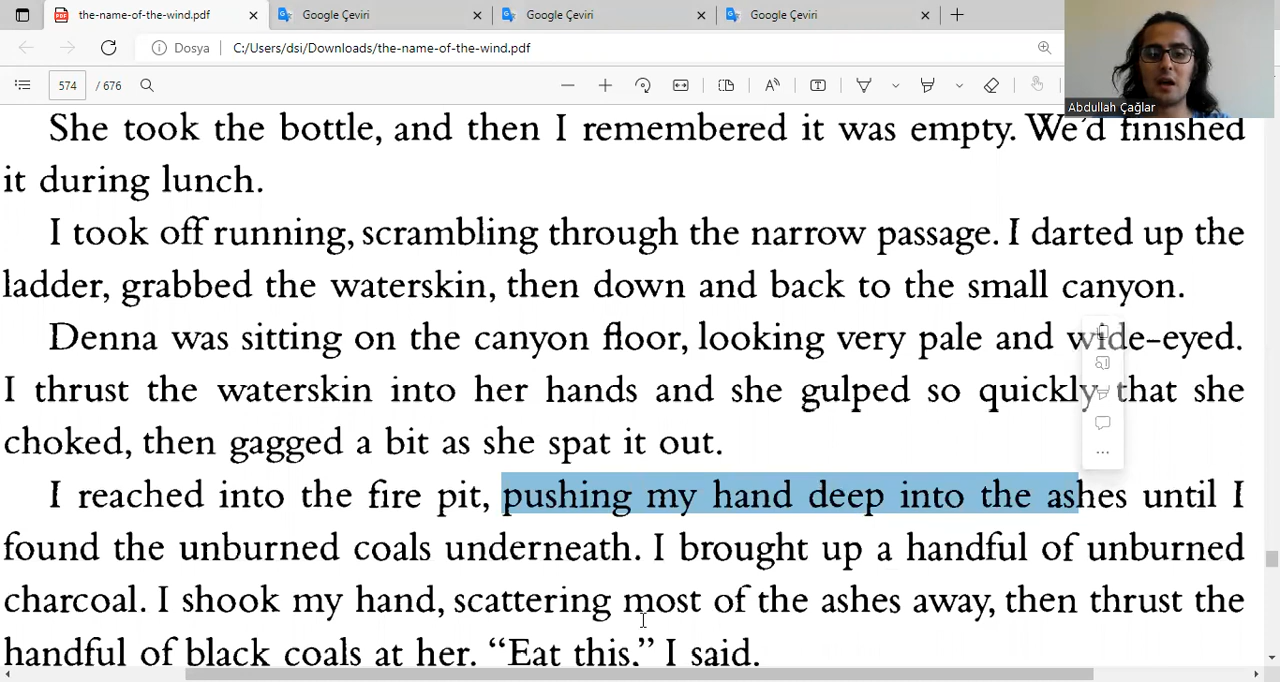 the-name-of-the-wind.pdf
Google Çeviri
Google Çeviri
Google Çeviri
Dosya
C:/Users/dsi/Downloads/the-name-of-the-wind.pdf
574 / 676
Abdullah Çağlar
She took the bottle, and then I remembered it was empty. We'd finished
it during lunch.
I took off running, scrambling through the narrow passage. I darted up the
ladder, grabbed the waterskin, then down and back to the small canyon.
Denna was sitting on the canyon floor, looking very pale and wide-eyed.
I thrust the waterskin into her hands and she gulped so quickly that she
choked, then gagged a bit as she spat it out.
I reached into the fire pit, pushing my hand deep into the ashes until I
found the unburned coals underneath. I brought up a handful of unburned
charcoal. I shook my hand, scattering most of the ashes away, then thrust the
handful of black coals at her. “Eat this,” I said.